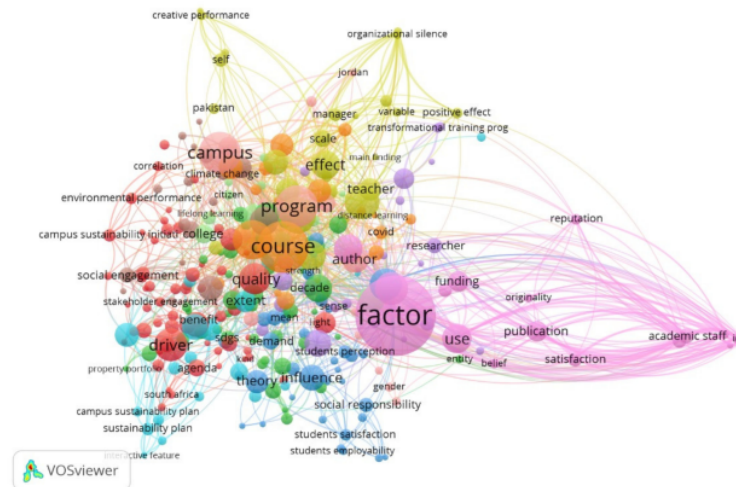 creative performance
organizational silence
self
jordan
pakistan
manager
variable
positive effect
scale
transformational training prog
campus
effect
main finding
correlation
climate change
teacher
environmental performance
citizen
program
lifelong learning
distance learning
reputation
campus sustainability initiati
college
covid
course
researcher
author
social engagement
quality
strength
funding
decade
stakeholder engagement
extent
sense
originality
benefit
mean
factor
light
publication
academic staff
driver
sdgs
demand
use
students perception
entity
belief
satisfaction
property portfolio
agenda
kind
theory
influence
gender
south africa
campus sustainability plan
social responsibility
sustainability plan
students satisfaction
students employability
interactive feature
VOSviewer